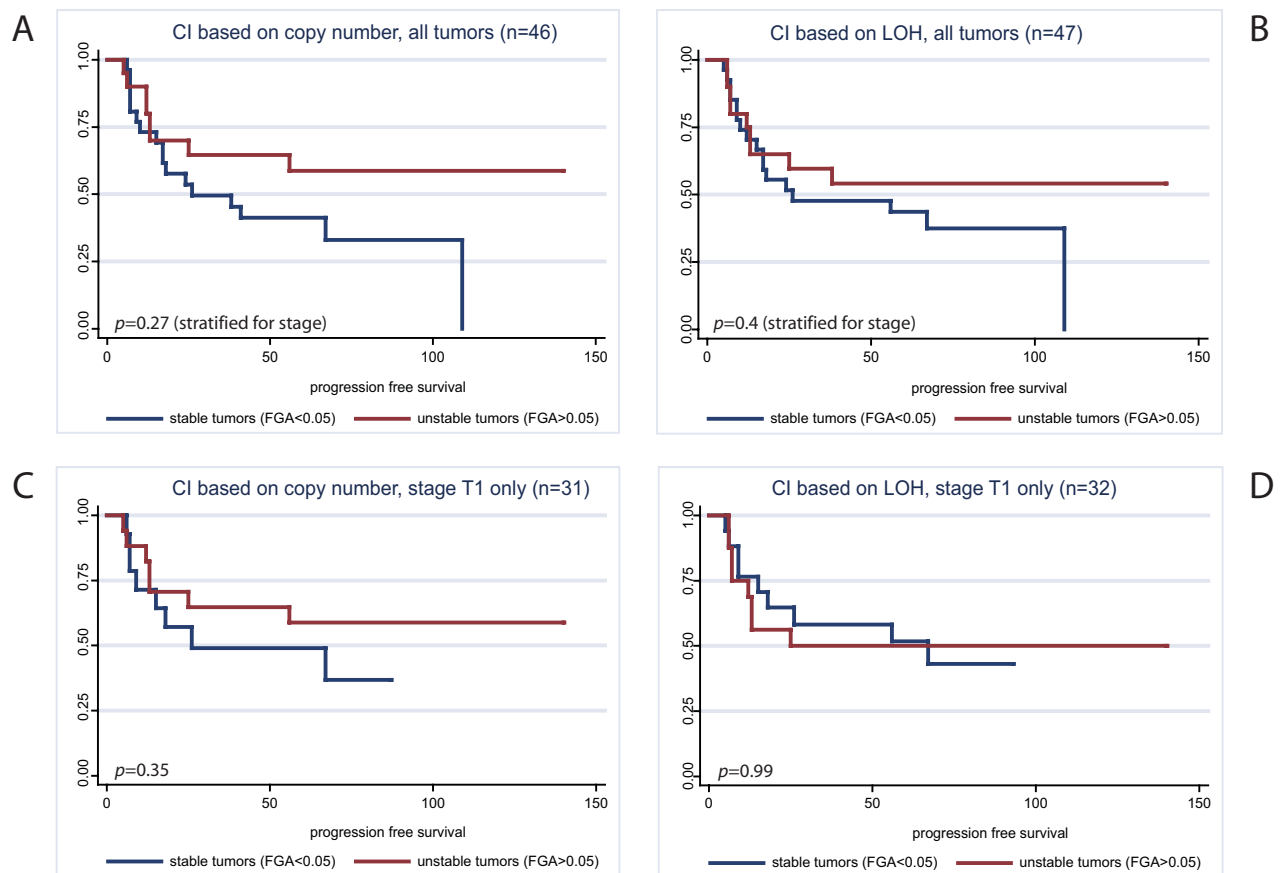 A
CI based on copy number, all tumors (n=46)
1.00
0.75
0.50
0.25
0.00
p=0.27 (stratified for stage)
0 50 100 150
progression free survival
stable tumors (FGA<0.05) unstable tumors (FGA>0.05)
B
CI based on LOH, all tumors (n=47)
1.00
0.75
0.50
0.25
0.00
p=0.4 (stratified for stage)
0 50 100 150
progression free survival
stable tumors (FGA<0.05) unstable tumors (FGA>0.05)
C
CI based on copy number, stage T1 only (n=31)
1.00
0.75
0.50
0.25
0.00
p=0.35
0 50 100 150
progression free survival
stable tumors (FGA<0.05) unstable tumors (FGA>0.05)
D
CI based on LOH, stage T1 only (n=32)
1.00
0.75
0.50
0.25
0.00
p=0.99
0 50 100 150
progression free survival
stable tumors (FGA<0.05) unstable tumors (FGA>0.05)